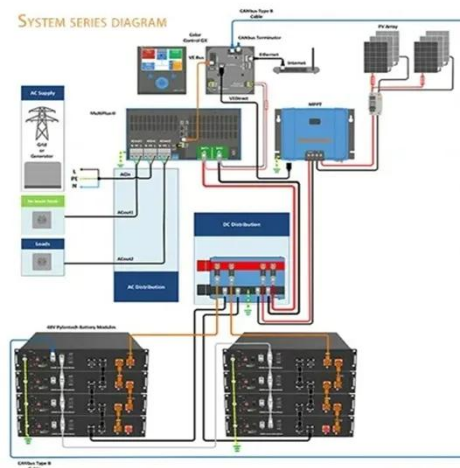 SYSTEM SERIES DIAGRAM
CANbus Type B
Cable
Color
Control GX
CANbus Terminator
PV Array
VE Bus
Ethernet
Internet
AC Supply
VEDirect
MultiPlus-II
MPPT
Grid
or
Generator
L
PE
N
ACin
ACout1
Loads
ACout2
DC Distribution
AC Distribution
48V Pylontech Battery Modules
CANbus Type B